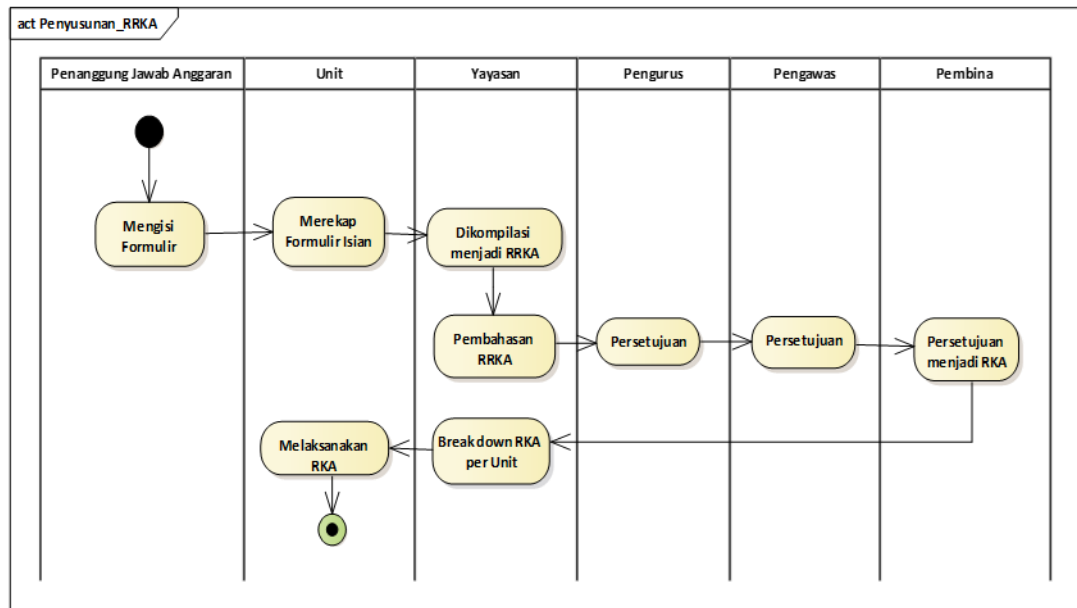 act Penyusunan_RRKA
Penanggung Jawab Anggaran
Unit
Yayasan
Pengurus
Pengawas
Pembina
Mengisi
Formulir
Merekap
Formulir Isian
Dikompilasi
menjadi RRKA
Pembahasan
RRKA
Persetujuan
Persetujuan
Persetujuan
menjadi RKA
Breakdown RKA
per Unit
Melaksanakan
RKA